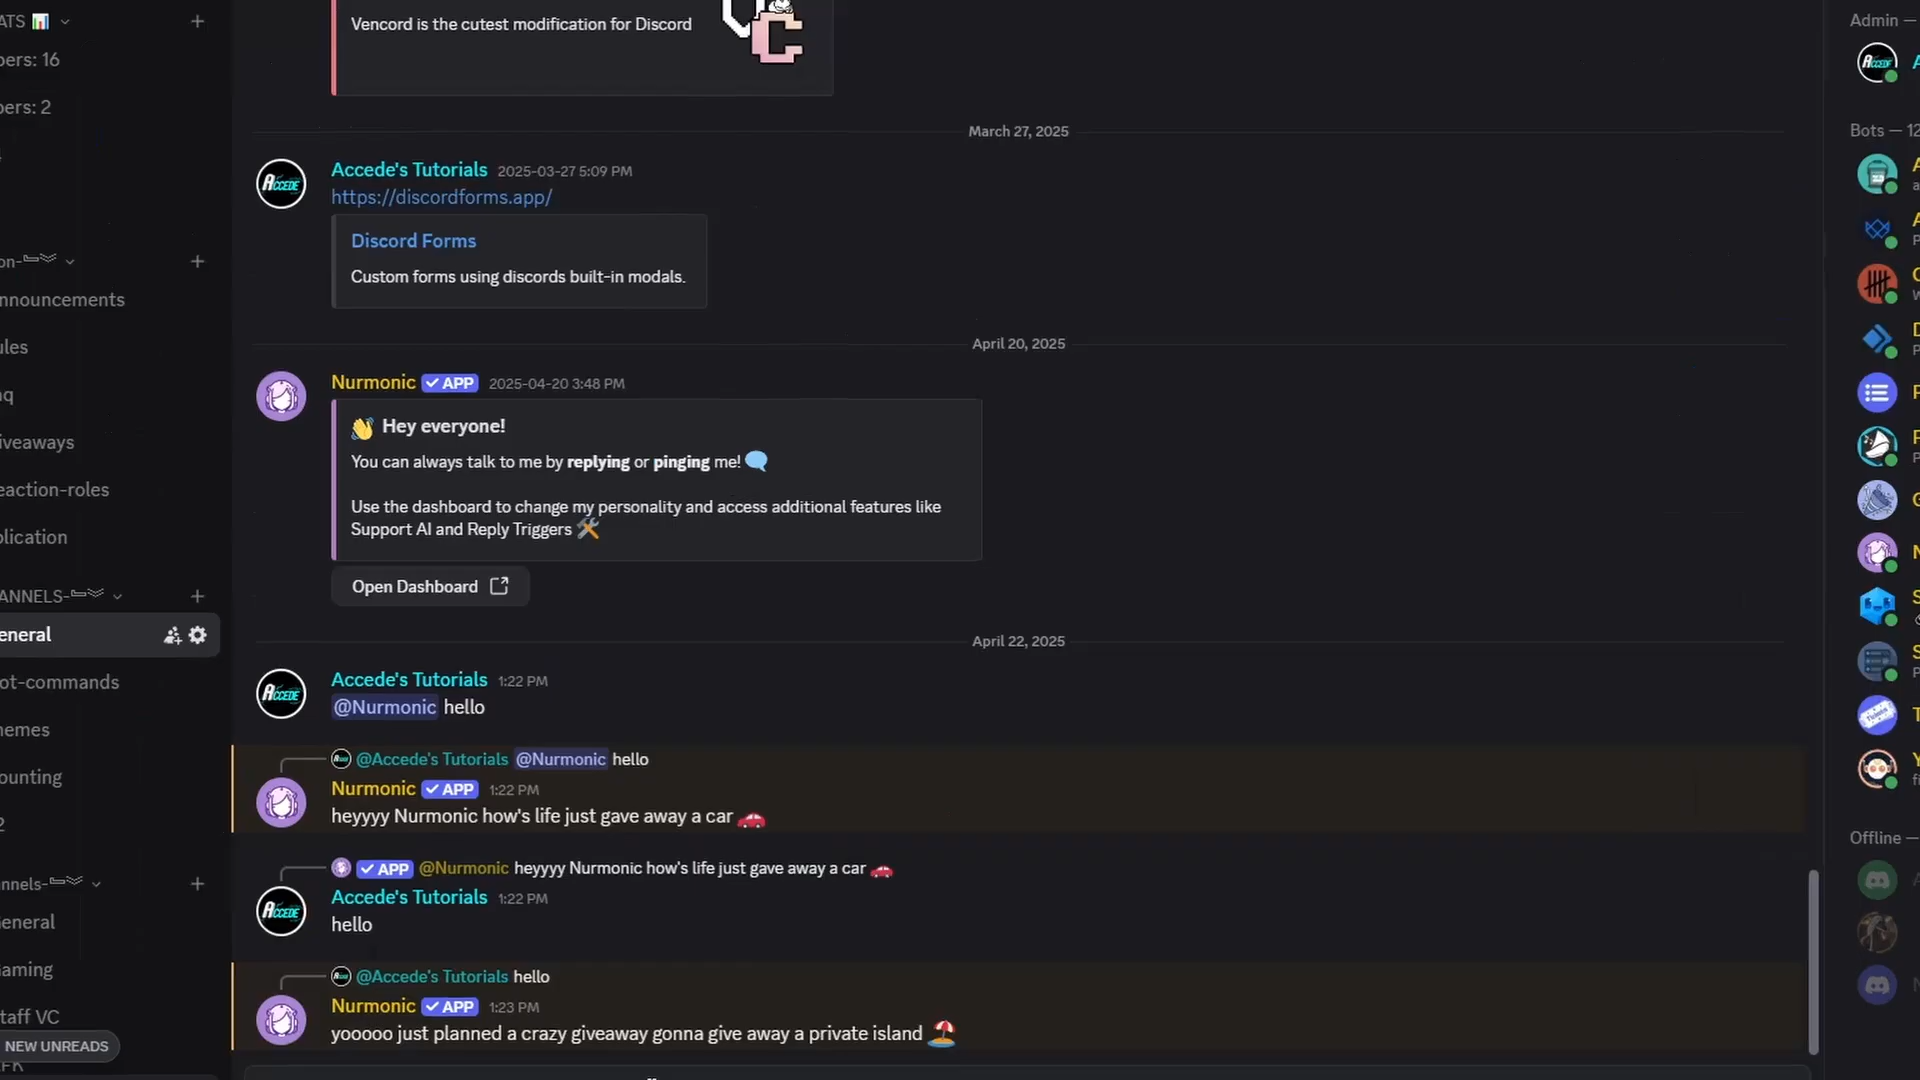 ATS 📊
pers: 16
pers: 2
on-
nnouncements
ules
aq
iveaways
eaction-roles
plication
ANNELS-
eneral
ot-commands
memes
ounting
2
nnels-
General
Gaming
taff VC
NEW UNREADS
Vencord is the cutest modification for Discord
March 27, 2025
Accede's Tutorials 2025-03-27 5:09 PM
https://discordforms.app/
Discord Forms
Custom forms using discords built-in modals.
April 20, 2025
Nurmonic ✓ APP 2025-04-20 3:48 PM
👋 Hey everyone!
You can always talk to me by replying or pinging me! 🗨️
Use the dashboard to change my personality and access additional features like
Support AI and Reply Triggers 🛠️
Open Dashboard
April 22, 2025
Accede's Tutorials 1:22 PM
@Nurmonic hello
@Accede's Tutorials @Nurmonic hello
Nurmonic ✓ APP 1:22 PM
heyyyy Nurmonic how's life just gave away a car 🚗
✓ APP @Nurmonic heyyyy Nurmonic how's life just gave away a car 🚗
Accede's Tutorials 1:22 PM
hello
@Accede's Tutorials hello
Nurmonic ✓ APP 1:23 PM
yooooo just planned a crazy giveaway gonna give away a private island 🏖️
Admin —
Bots — 12
Offline —